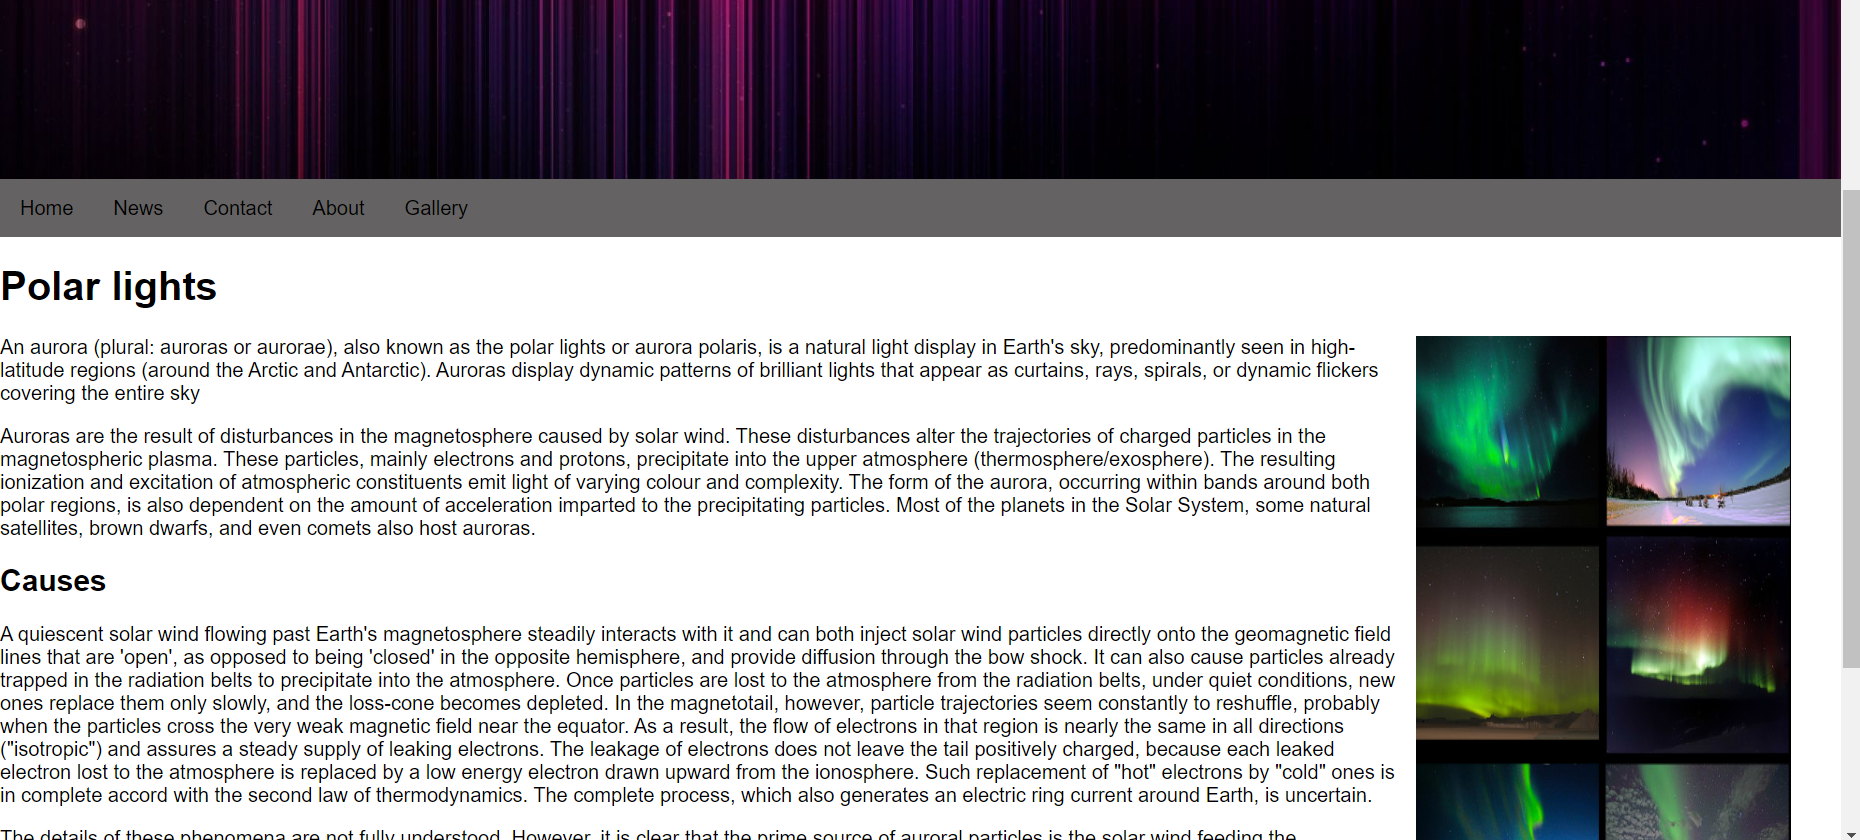 Home News Contact About Gallery
Polar lights
An aurora (plural: auroras or aurorae), also known as the polar lights or aurora polaris, is a natural light display in Earth's sky, predominantly seen in high-
latitude regions (around the Arctic and Antarctic). Auroras display dynamic patterns of brilliant lights that appear as curtains, rays, spirals, or dynamic flickers
covering the entire sky
Auroras are the result of disturbances in the magnetosphere caused by solar wind. These disturbances alter the trajectories of charged particles in the
magnetospheric plasma. These particles, mainly electrons and protons, precipitate into the upper atmosphere (thermosphere/exosphere). The resulting
ionization and excitation of atmospheric constituents emit light of varying colour and complexity. The form of the aurora, occurring within bands around both
polar regions, is also dependent on the amount of acceleration imparted to the precipitating particles. Most of the planets in the Solar System, some natural
satellites, brown dwarfs, and even comets also host auroras.
Causes
A quiescent solar wind flowing past Earth's magnetosphere steadily interacts with it and can both inject solar wind particles directly onto the geomagnetic field
lines that are 'open', as opposed to being 'closed' in the opposite hemisphere, and provide diffusion through the bow shock. It can also cause particles already
trapped in the radiation belts to precipitate into the atmosphere. Once particles are lost to the atmosphere from the radiation belts, under quiet conditions, new
ones replace them only slowly, and the loss-cone becomes depleted. In the magnetotail, however, particle trajectories seem constantly to reshuffle, probably
when the particles cross the very weak magnetic field near the equator. As a result, the flow of electrons in that region is nearly the same in all directions
("isotropic") and assures a steady supply of leaking electrons. The leakage of electrons does not leave the tail positively charged, because each leaked
electron lost to the atmosphere is replaced by a low energy electron drawn upward from the ionosphere. Such replacement of "hot" electrons by "cold" ones is
in complete accord with the second law of thermodynamics. The complete process, which also generates an electric ring current around Earth, is uncertain.
The details of these phenomena are not fully understood. However, it is clear that the prime source of auroral particles is the solar wind feeding the